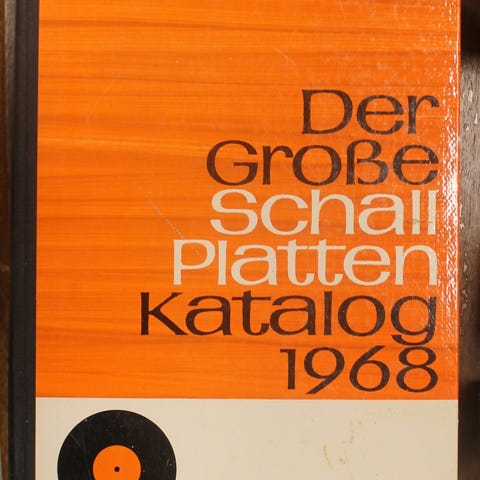 Der
Große
Schall
Platten
Katalog
1968